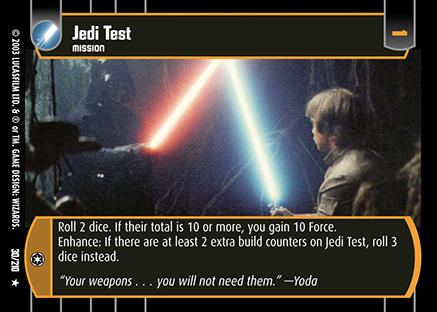 Jedi Test
MISSION
1
© 2003 LUCASFILM LTD. & ® or TM. GAME DESIGN: WIZARDS.
30/210
Roll 2 dice. If their total is 10 or more, you gain 10 Force.
Enhance: If there are at least 2 extra build counters on Jedi Test, roll 3
dice instead.
“Your weapons . . . you will not need them.” —Yoda